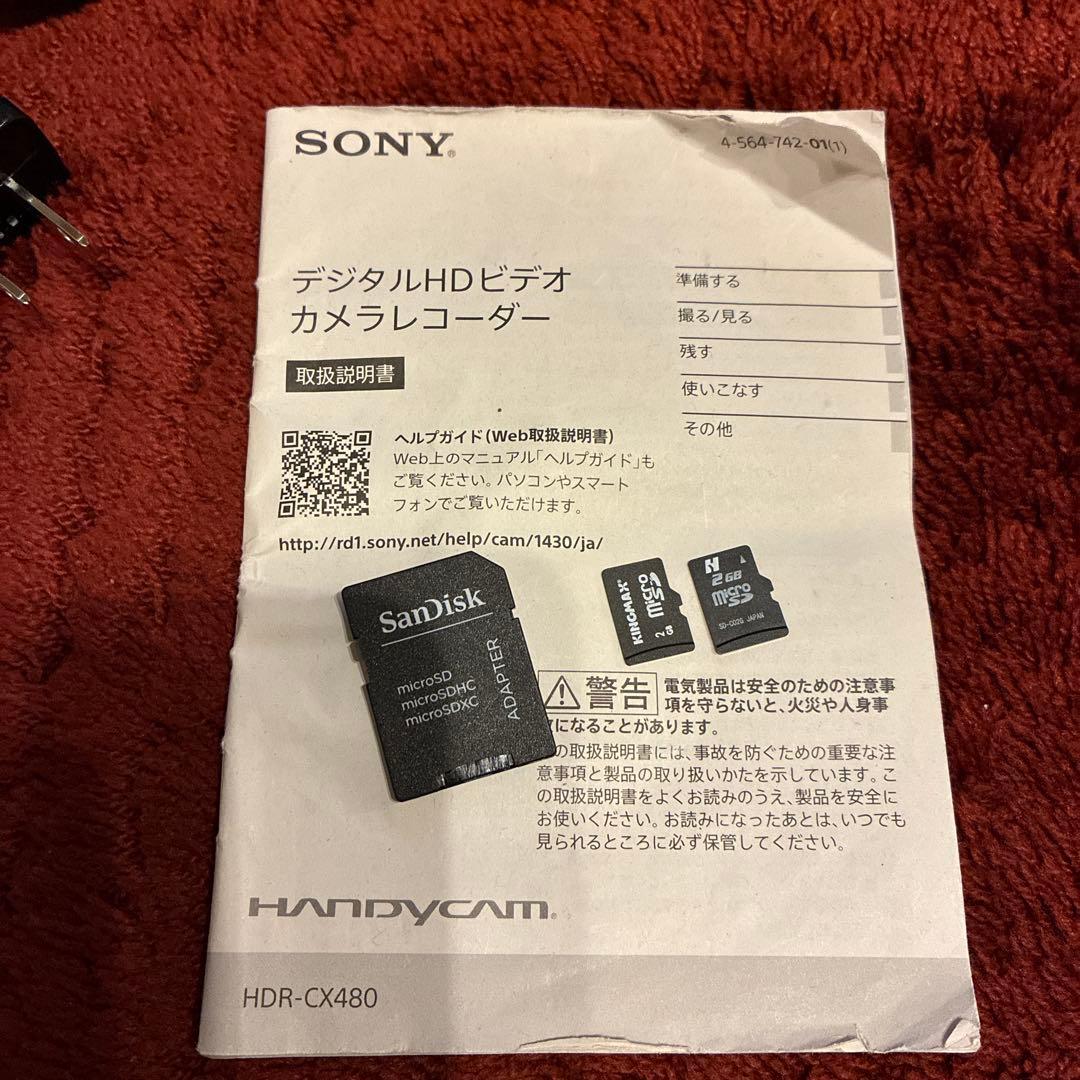 SONY®
4-564-742-01(1)
デジタルHDビデオ
カメラレコーダー
取扱説明書
準備する
撮る/見る
残す
使いこなす
その他
ヘルプガイド(Web取扱説明書)
Web上のマニュアル「ヘルプガイド」も
ご覧ください。パソコンやスマート
フォンでご覧いただけます。
http://rd1.sony.net/help/cam/1430/ja/
SanDisk
microSD
microSDHC
microSDXC
ADAPTER
KINGMAX®
micro
SD
2
GB
2 GB
micro
SD
SD-C02G JAPAN
警告
電気製品は安全のための注意事
項を守らないと、火災や人身事
になることがあります。
の取扱説明書には、事故を防ぐための重要な注
意事項と製品の取り扱いかたを示しています。こ
の取扱説明書をよくお読みのうえ、製品を安全に
お使いください。お読みになったあとは、いつでも
見られるところに必ず保管してください。
HANDYCAM®
HDR-CX480